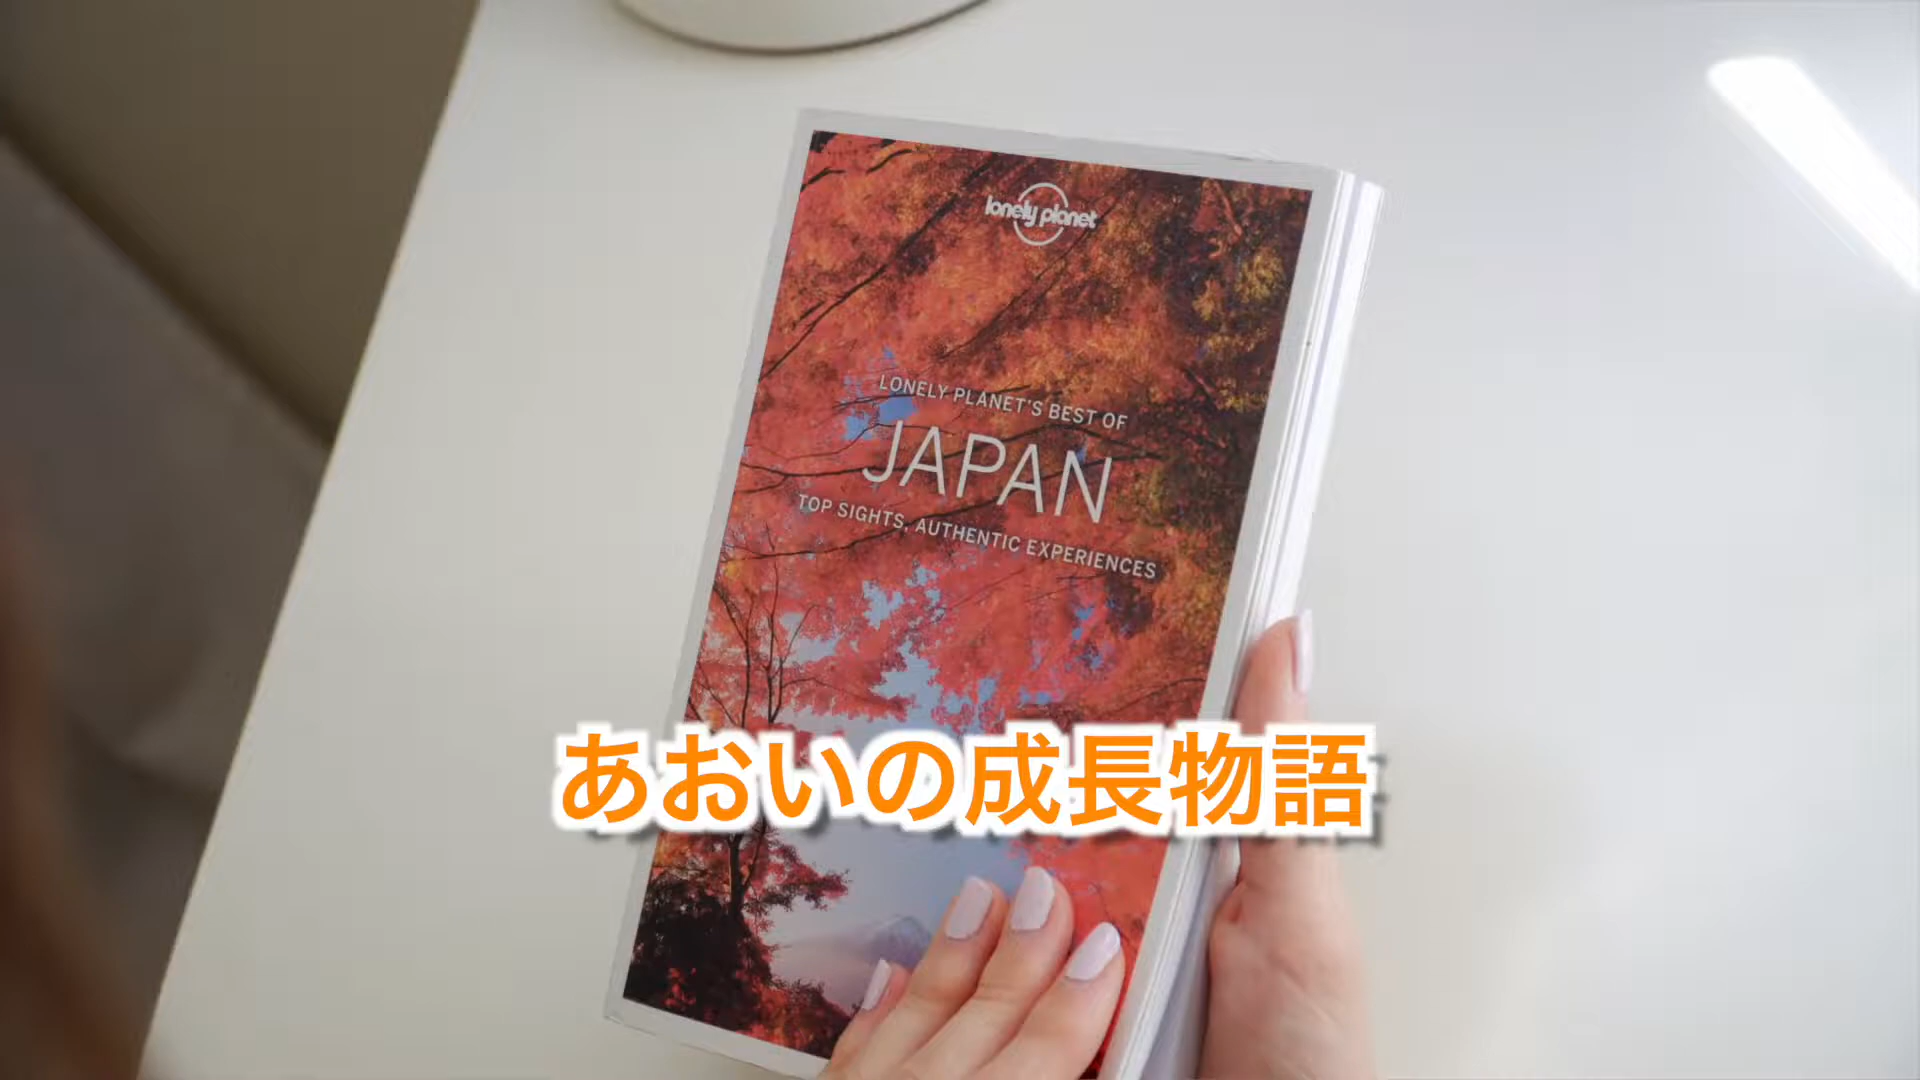 lonely planet
LONELY PLANET'S BEST OF
JAPAN
TOP SIGHTS, AUTHENTIC EXPERIENCES
あおいの成長物語